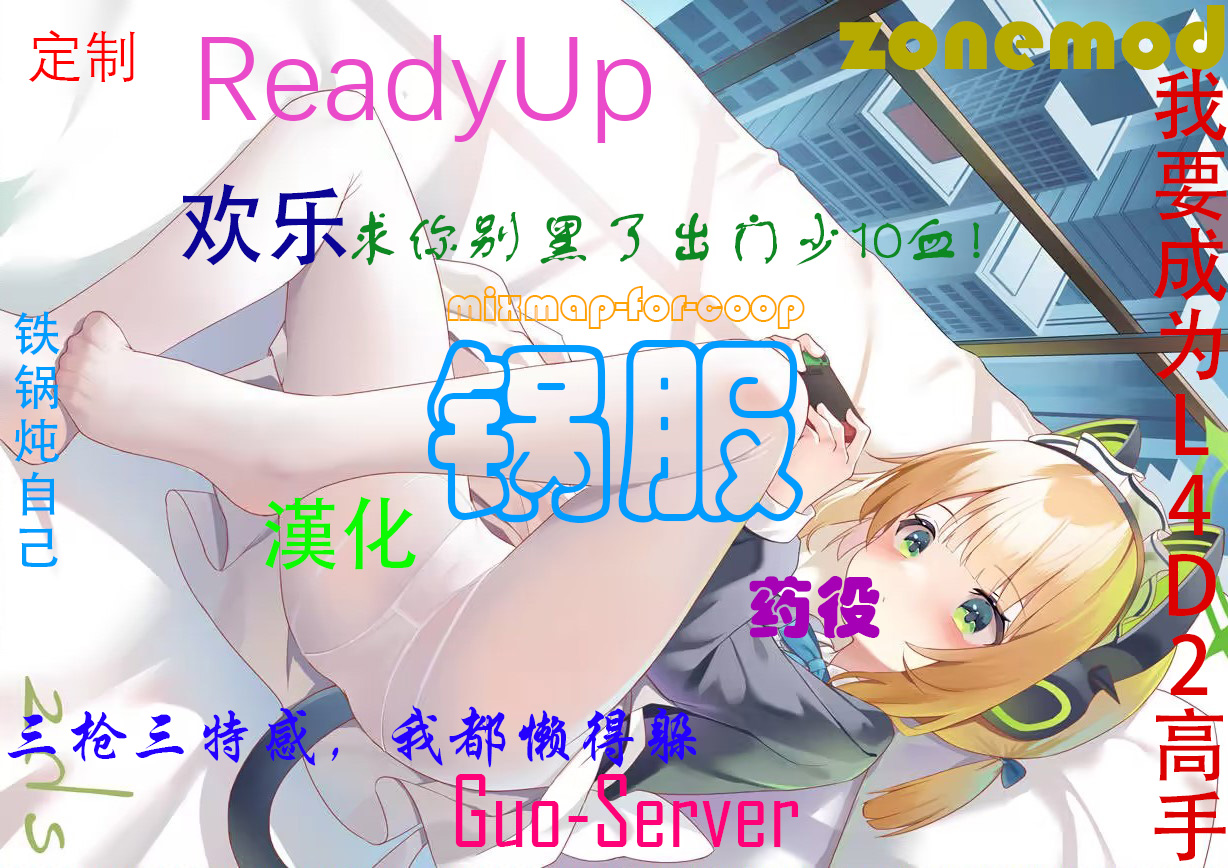 zonemod
定制
ReadyUp
我要成为L4D2高手
欢乐
求你别黑了出门少10血!
mixmap-for-coop
铁锅炖自己
锅服
漢化
药役
三枪三特感，我都懒得躲
Guo-Server